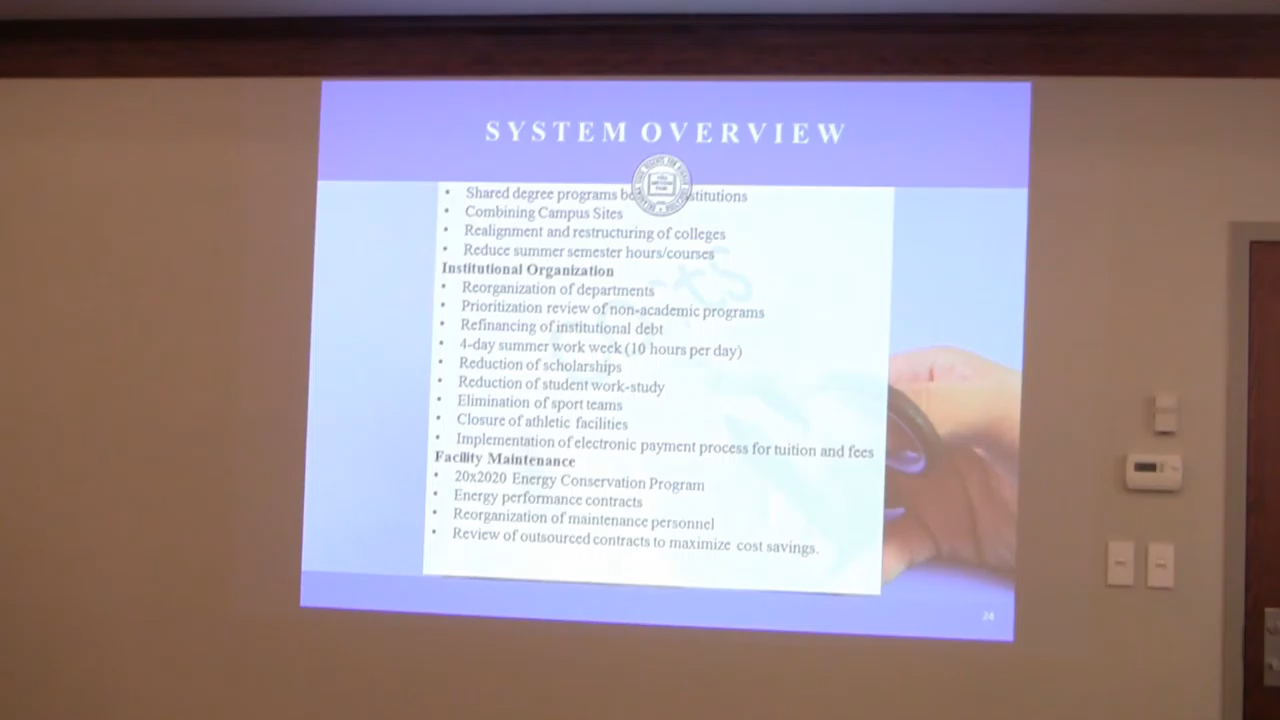 SYSTEM OVERVIEW
• Shared degree programs be stitutions
• Combining Campus Sites
• Realignment and restructuring of colleges
• Reduce summer semester hours/courses
Institutional Organization
• Reorganization of departments
• Prioritization review of non-academic programs
• Refinancing of institutional debt
• 4-day summer work week (10 hours per day)
• Reduction of scholarships
• Reduction of student work-study
• Elimination of sport teams
• Closure of athletic facilities
• Implementation of electronic payment process for tuition and fees
Facility Maintenance
• 20x2020 Energy Conservation Program
• Energy performance contracts
• Reorganization of maintenance personnel
• Review of outsourced contracts to maximize cost savings.
24